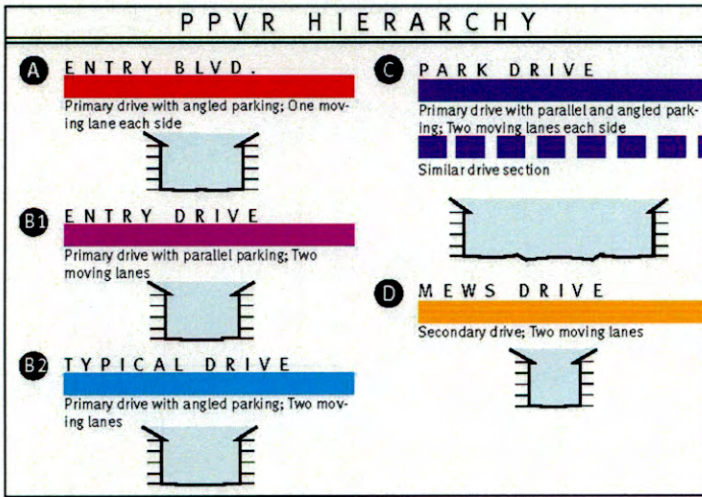 PPVR HIERARCHY
A ENTRY BLVD.
Primary drive with angled parking; One mov-
ing lane each side
B1 ENTRY DRIVE
Primary drive with parallel parking; Two
moving lanes
B2 TYPICAL DRIVE
Primary drive with angled parking; Two mov-
ing lanes
C PARK DRIVE
Primary drive with parallel and angled park-
ing; Two moving lanes each side
Similar drive section
D MEWS DRIVE
Secondary drive; Two moving lanes